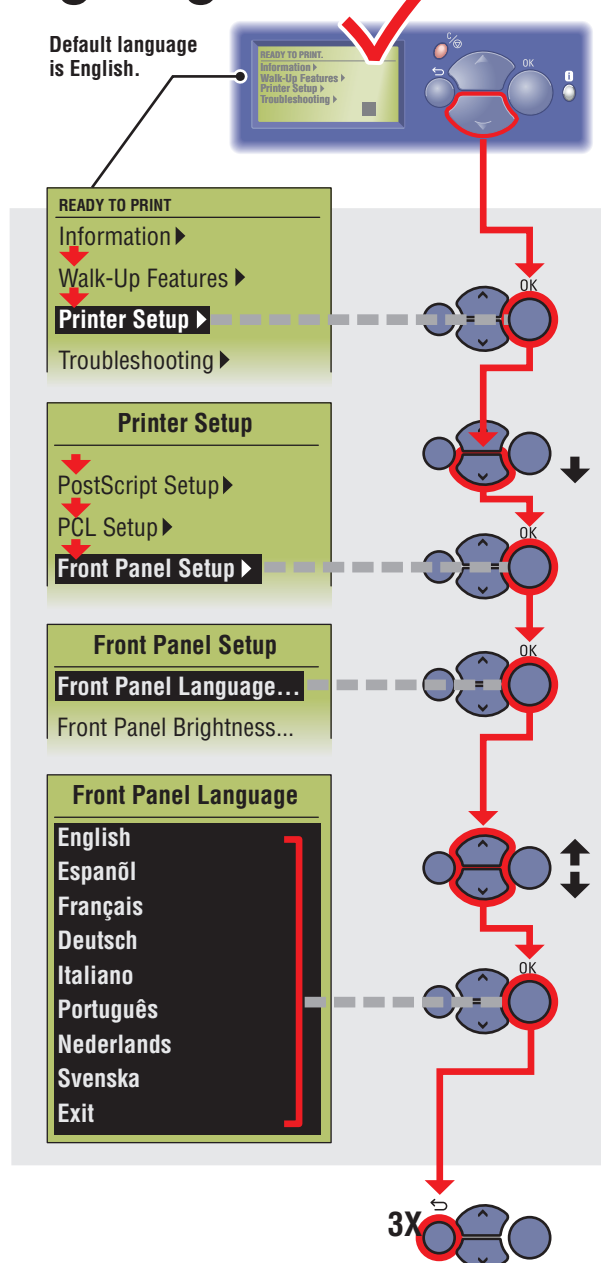 Default language
is English.
READY TO PRINT.
Information
Walk-Up Features
Printer Setup
Troubleshooting
C/
OK
i
READY TO PRINT
Information
Walk-Up Features
Printer Setup
Troubleshooting
OK
Printer Setup
PostScript Setup
PCL Setup
Front Panel Setup
OK
Front Panel Setup
Front Panel Language...
Front Panel Brightness...
OK
Front Panel Language
English
Espanõl
Français
Deutsch
Italiano
Português
Nederlands
Svenska
Exit
OK
3X